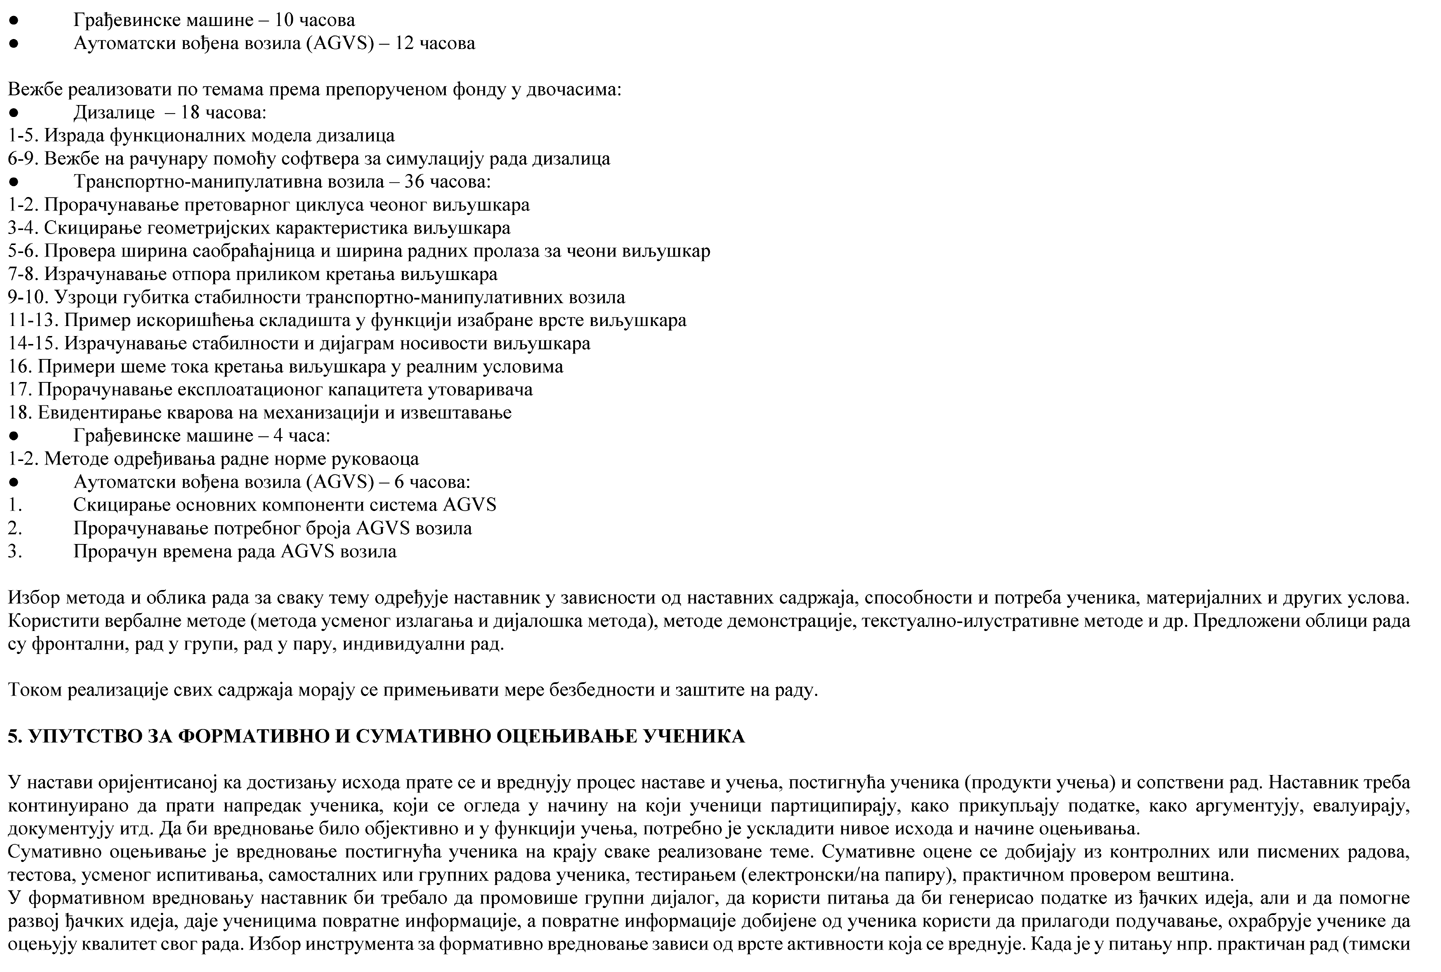 ● Грађевинске машине – 10 часова
● Аутоматски вођена возила (AGVS) – 12 часова
Вежбе реализовати по темама према препорученом фонду у двочасима:
● Дизалице – 18 часова:
1-5. Израда функционалних модела дизалица
6-9. Вежбе на рачунару помоћу софтвера за симулацију рада дизалица
● Транспортно-манипулативна возила – 36 часова:
1-2. Прорачунавање претоварног циклуса чеоног виљушкара
3-4. Скицирање геометријских карактеристика виљушкара
5-6. Провера ширина саобраћајница и ширина радних пролаза за чеони виљушкар
7-8. Израчунавање отпора приликом кретања виљушкара
9-10. Узроци губитка стабилности транспортно-манипулативних возила
11-13. Пример искоришћења складишта у функцији изабране врсте виљушкара
14-15. Израчунавање стабилности и дијаграм носивости виљушкара
16. Примери шеме тока кретања виљушкара у реалним условима
17. Прорачунавање експлоатационог капацитета утоваривача
18. Евидентирање кварова на механизацији и извештавање
● Грађевинске машине – 4 часа:
1-2. Методе одређивања радне норме руковаоца
● Аутоматски вођена возила (AGVS) – 6 часова:
1. Скицирање основних компоненти система AGVS
2. Прорачунавање потребног броја AGVS возила
3. Прорачун времена рада AGVS возила
Избор метода и облика рада за сваку тему одређује наставник у зависности од наставних садржаја, способности и потреба ученика, материјалних и других услова.
Користити вербалне методе (метода усменог излагања и дијалошка метода), методе демонстрације, текстуално-илустративне методе и др. Предложени облици рада
су фронтални, рад у групи, рад у пару, индивидуални рад.
Током реализације свих садржаја морају се примењивати мере безбедности и заштите на раду.
5. УПУТСТВО ЗА ФОРМАТИВНО И СУМАТИВНО ОЦЕЊИВАЊЕ УЧЕНИКА
У настави оријентисаној ка достизању исхода прате се и вреднују процес наставе и учења, постигнућа ученика (продукти учења) и сопствени рад. Наставник треба
континуирано да прати напредак ученика, који се огледа у начину на који ученици партиципирају, како прикупљају податке, како аргументују, евалуирају,
документују итд. Да би вредновање било објективно и у функцији учења, потребно је ускладити нивое исхода и начине оцењивања.
Сумативно оцењивање је вредновање постигнућа ученика на крају сваке реализоване теме. Сумативне оцене се добијају из контролних или писмених радова,
тестова, усменог испитивања, самосталних или групних радова ученика, тестирањем (електронски/на папиру), практичном провером вештина.
У формативном вредновању наставник би требало да промовише групни дијалог, да користи питања да би генерисао податке из ђачких идеја, али и да помогне
развој ђачких идеја, даје ученицима повратне информације, а повратне информације добијене од ученика користи да прилагоди подучавање, охрабрује ученике да
оцењују квалитет свог рада. Избор инструмента за формативно вредновање зависи од врсте активности која се вреднује. Када је у питању нпр. практичан рад (тимски